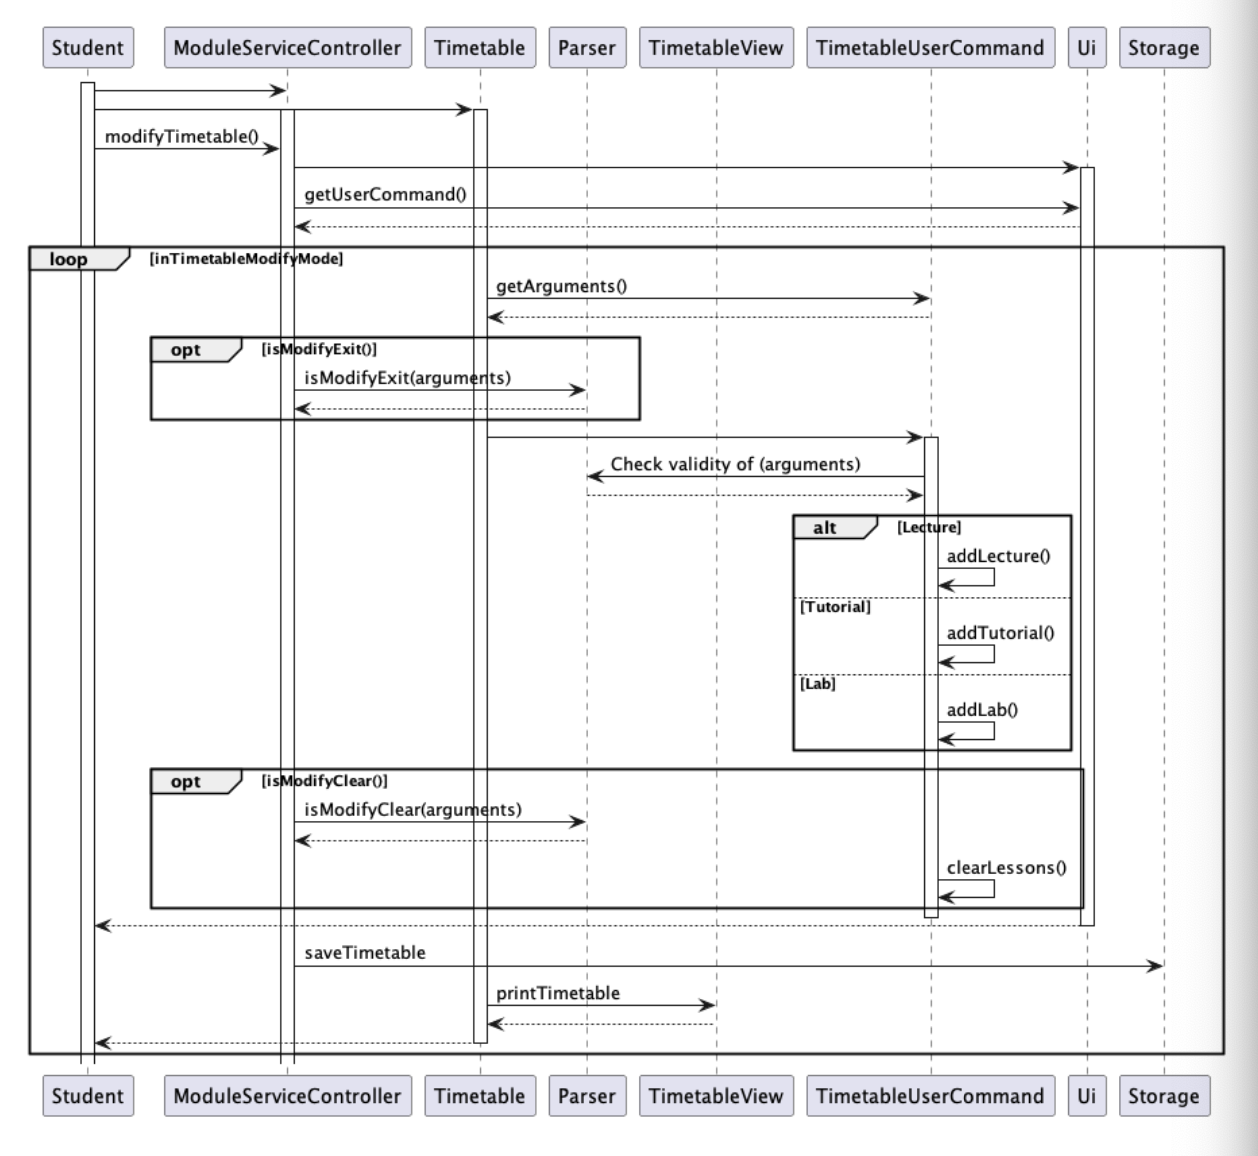 Student ModuleServiceController Timetable Parser TimetableView TimetableUserCommand Ui Storage
modifyTimetable()
getUserCommand()
loop [inTimetableModifyMode]
getArguments()
opt [isModifyExit()]
isModifyExit(arguments)
Check validity of (arguments)
alt [Lecture]
addLecture()
[Tutorial]
addTutorial()
[Lab]
addLab()
opt [isModifyClear()]
isModifyClear(arguments)
clearLessons()
saveTimetable
printTimetable
Student ModuleServiceController Timetable Parser TimetableView TimetableUserCommand Ui Storage